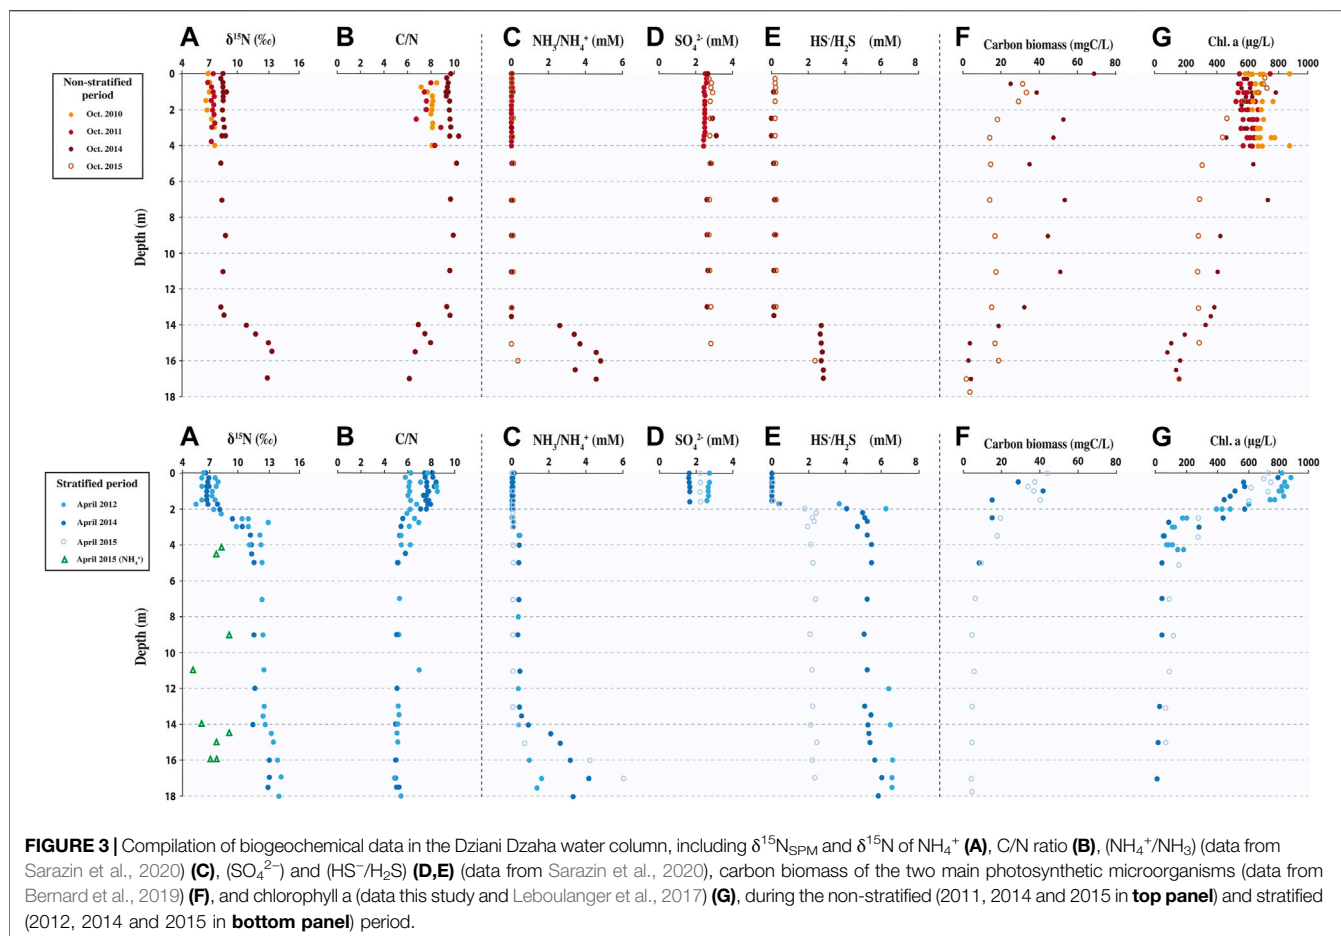 A δ¹⁵N (‰) B C/N C NH₃/NH₄⁺ (mM) D SO₄²⁻ (mM) E HS⁻/H₂S (mM) F Carbon biomass (mgC/L) G Chl. a (µg/L)
4 7 10 13 16 0 2 4 6 8 10 0 2 4 6 0 2 4 0 2 4 6 8 0 20 40 60 80 0 200 400 600 800 1000
Non-stratified
period
Oct. 2010
Oct. 2011
Oct. 2014
Oct. 2015
Depth (m)
0
1
2
3
4
6
8
10
12
14
16
18
A δ¹⁵N (‰) B C/N C NH₃/NH₄⁺ (mM) D SO₄²⁻ (mM) E HS⁻/H₂S (mM) F Carbon biomass (mgC/L) G Chl. a (µg/L)
4 7 10 13 16 0 2 4 6 8 10 0 2 4 6 0 2 4 0 2 4 6 8 0 20 40 60 80 0 200 400 600 800 1000
Stratified period
April 2012
April 2014
April 2015
April 2015 (NH₄⁺)
Depth (m)
0
1
2
3
4
6
8
10
12
14
16
18
FIGURE 3 | Compilation of biogeochemical data in the Dziani Dzaha water column, including δ¹⁵N_SPM and δ¹⁵N of NH₄⁺ (A), C/N ratio (B), (NH₄⁺/NH₃) (data from
Sarazin et al., 2020) (C), (SO₄²⁻) and (HS⁻/H₂S) (D,E) (data from Sarazin et al., 2020), carbon biomass of the two main photosynthetic microorganisms (data from
Bernard et al., 2019) (F), and chlorophyll a (data this study and Leboulanger et al., 2017) (G), during the non-stratified (2011, 2014 and 2015 in top panel) and stratified
(2012, 2014 and 2015 in bottom panel) period.